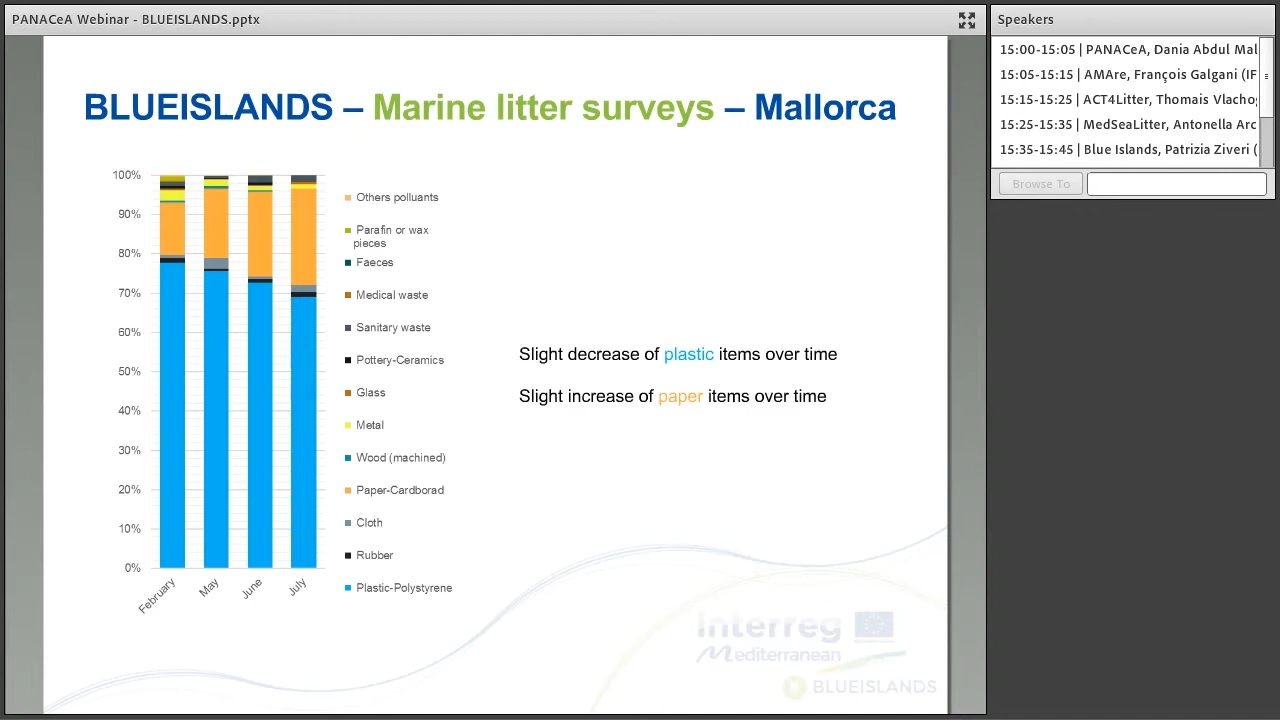 PANACeA Webinar - BLUEISLANDS.pptx
BLUEISLANDS – Marine litter surveys – Mallorca
100%
90%
80%
70%
60%
50%
40%
30%
20%
10%
0%
February
May
June
July
Others polluants
Parafin or wax
pieces
Faeces
Medical waste
Sanitary waste
Pottery-Ceramics
Glass
Metal
Wood (machined)
Paper-Cardborad
Cloth
Rubber
Plastic-Polystyrene
Slight decrease of plastic items over time
Slight increase of paper items over time
Interreg
Mediterranean
BLUEISLANDS
Speakers
15:00-15:05 | PANACeA, Dania Abdul Mal
15:05-15:15 | AMAre, François Galgani (IF
15:15-15:25 | ACT4Litter, Thomais Vlacho
15:25-15:35 | MedSeaLitter, Antonella Arc
15:35-15:45 | Blue Islands, Patrizia Ziveri (
Browse To